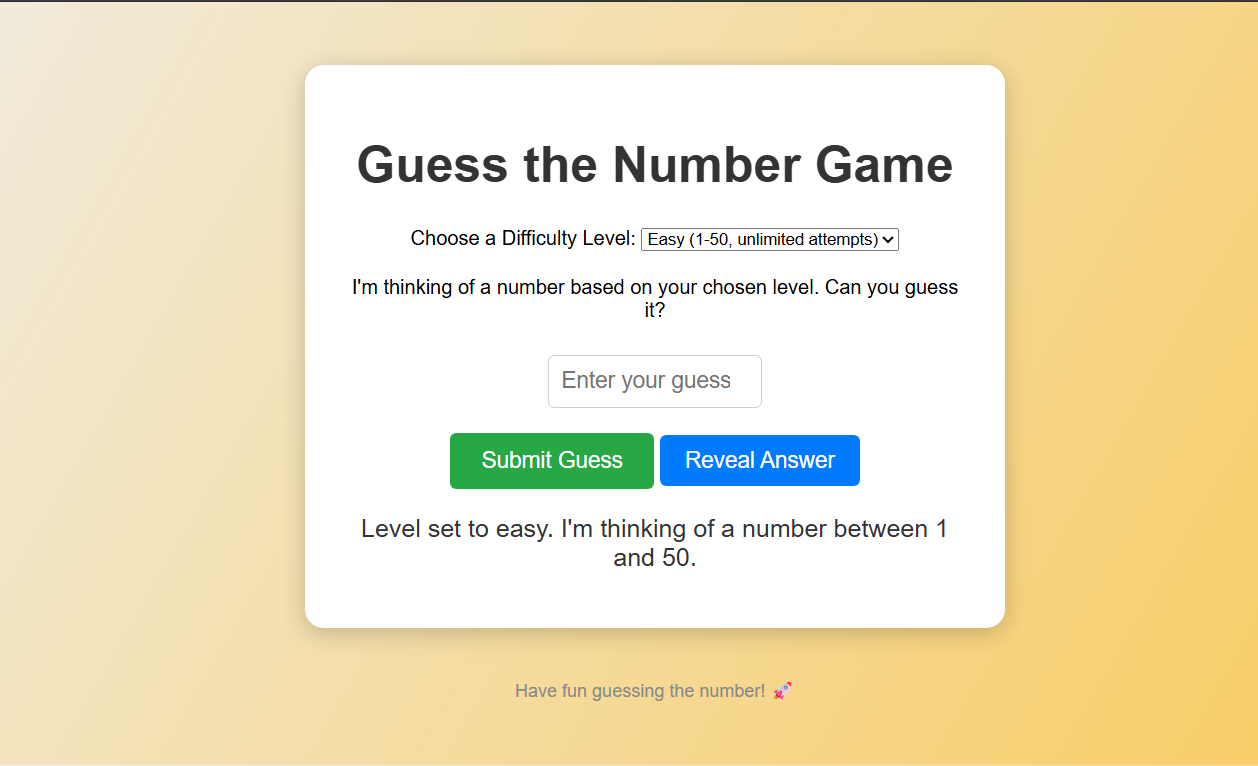 Guess the Number Game
Choose a Difficulty Level: Easy (1-50, unlimited attempts)
I'm thinking of a number based on your chosen level. Can you guess
it?
Enter your guess
Submit Guess Reveal Answer
Level set to easy. I'm thinking of a number between 1
and 50.
Have fun guessing the number! 🚀